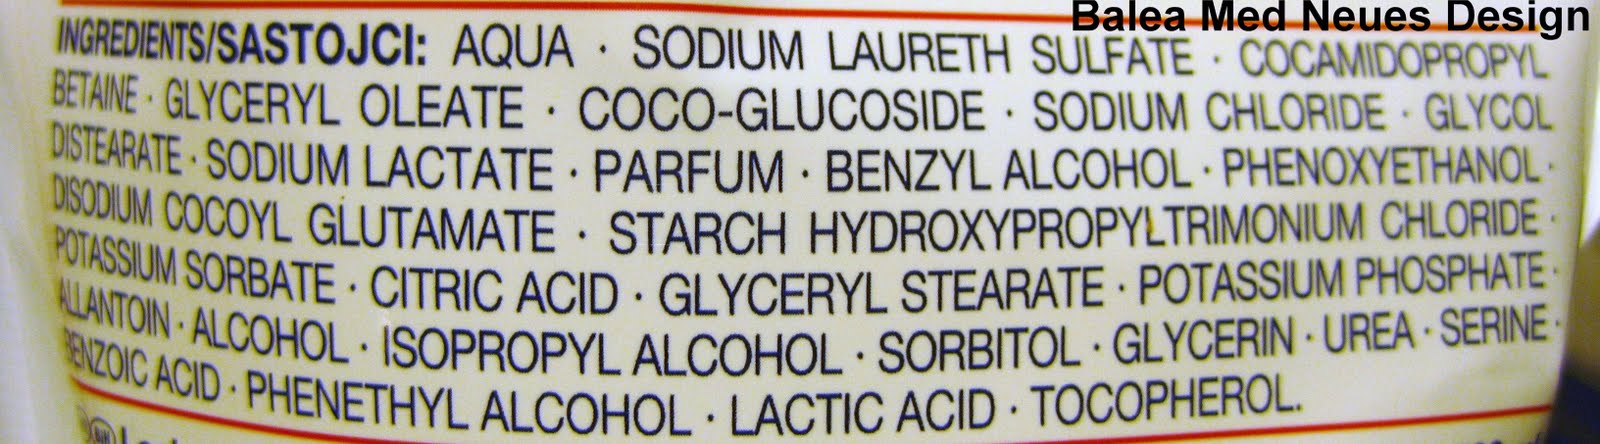 Balea Med Neues Design
INGREDIENTS/SASTOJCI: AQUA · SODIUM LAURETH SULFATE · COCAMIDOPROPYL
BETAINE · GLYCERYL OLEATE · COCO-GLUCOSIDE · SODIUM CHLORIDE · GLYCOL
DISTEARATE · SODIUM LACTATE · PARFUM · BENZYL ALCOHOL · PHENOXYETHANOL ·
DISODIUM COCOYL GLUTAMATE · STARCH HYDROXYPROPYLTRIMONIUM CHLORIDE ·
POTASSIUM SORBATE · CITRIC ACID · GLYCERYL STEARATE · POTASSIUM PHOSPHATE ·
ALLANTOIN · ALCOHOL · ISOPROPYL ALCOHOL · SORBITOL · GLYCERIN · UREA · SERINE ·
BENZOIC ACID · PHENETHYL ALCOHOL · LACTIC ACID · TOCOPHEROL.